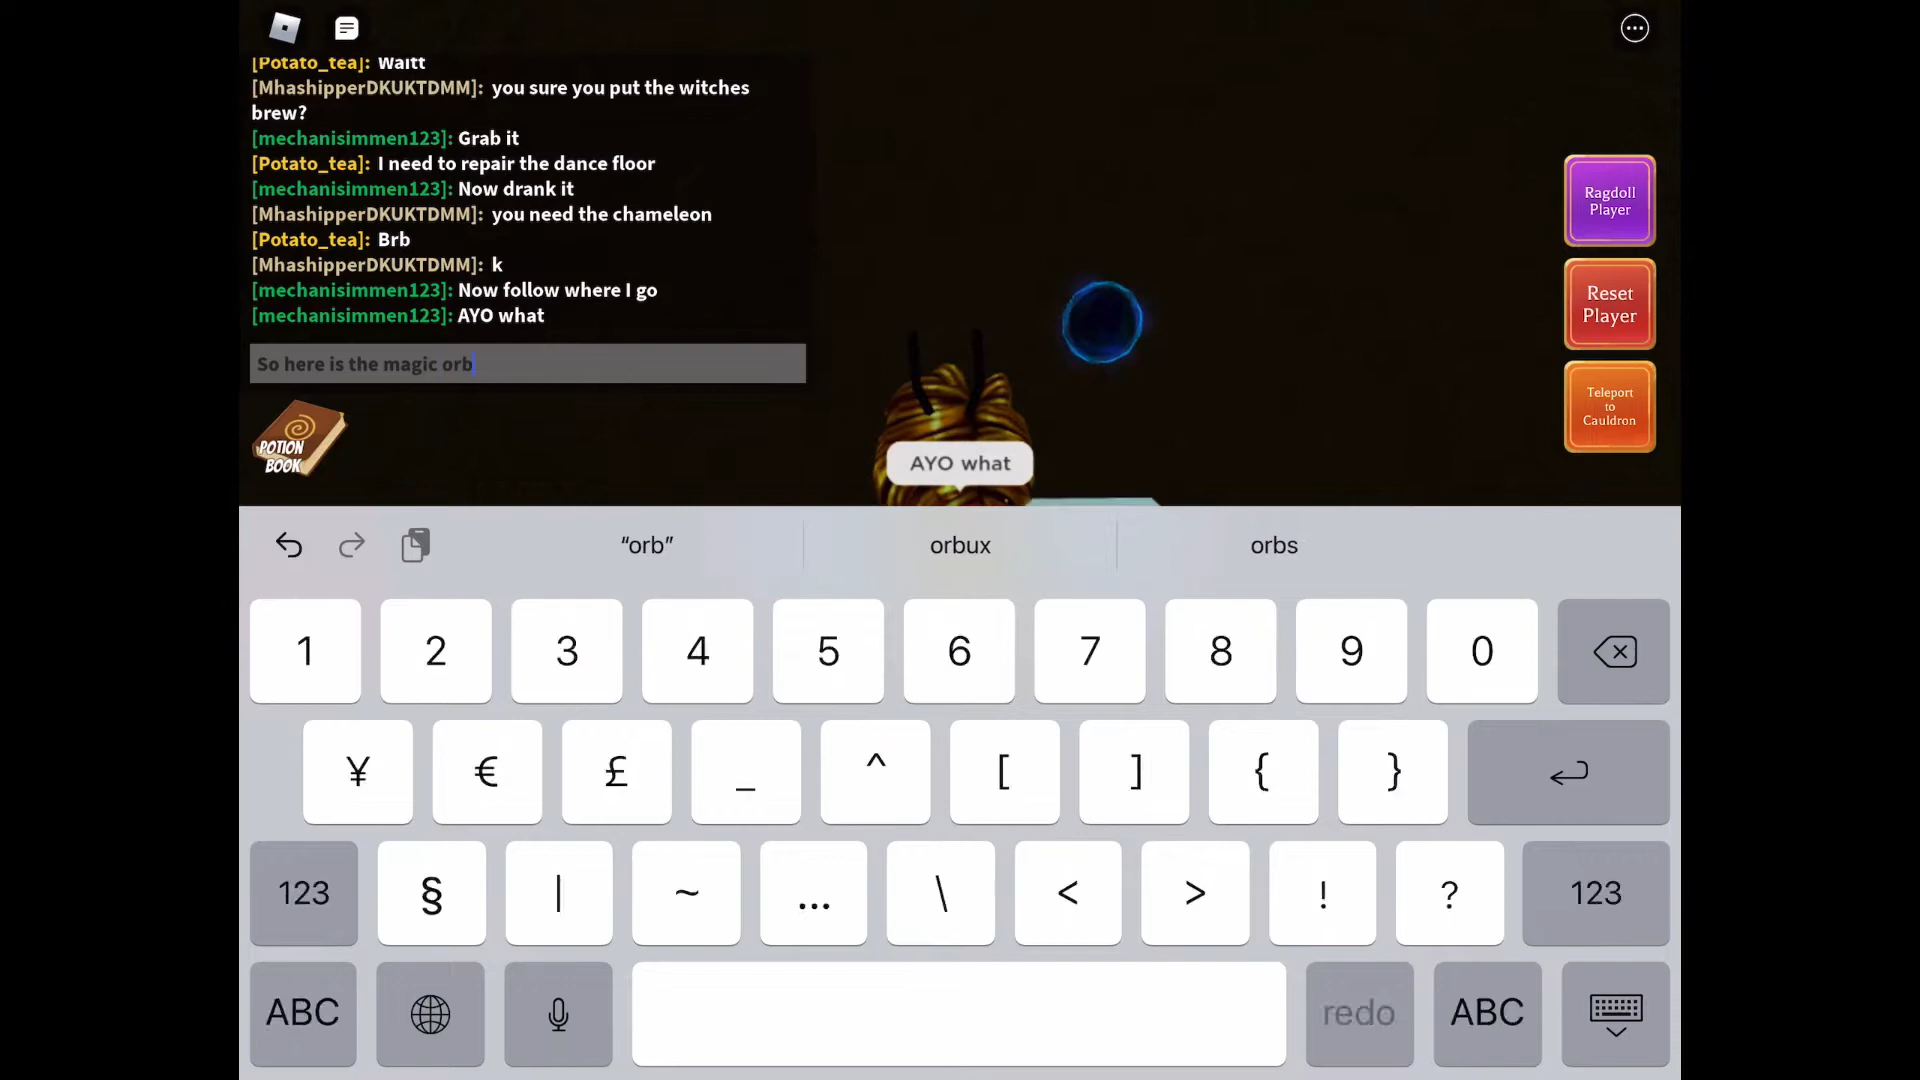 [Potato_tea]: Waitt
[MhashipperDKUKTDMM]: you sure you put the witches
brew?
[mechanisimmen123]: Grab it
[Potato_tea]: I need to repair the dance floor
[mechanisimmen123]: Now drank it
[MhashipperDKUKTDMM]: you need the chameleon
[Potato_tea]: Brb
[MhashipperDKUKTDMM]: k
[mechanisimmen123]: Now follow where I go
[mechanisimmen123]: AYO what
So here is the magic orb
POTION
BOOK
AYO what
Ragdoll
Player
Reset
Player
Teleport
to
Cauldron
“orb” orbux orbs
1 2 3 4 5 6 7 8 9 0
¥ € £ _ ^ [ ] { }
123 § | ~ ... \ < > ! ? 123
ABC redo ABC